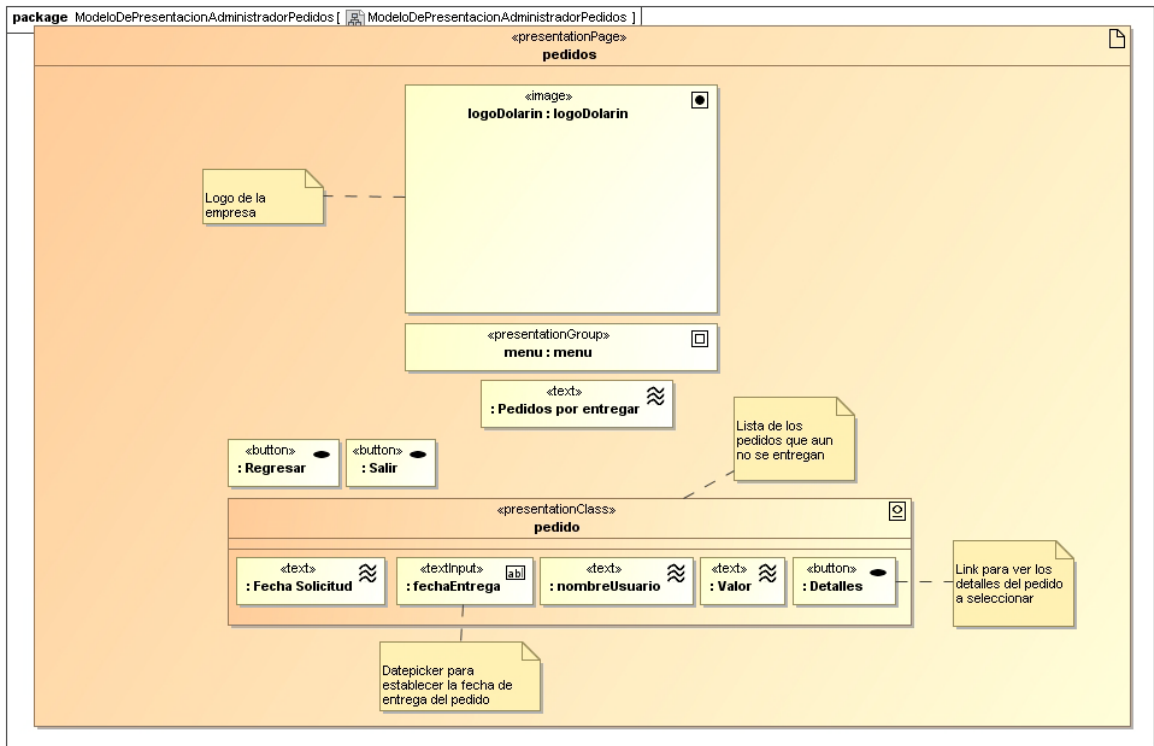 package ModeloDePresentacionAdministradorPedidos [ ModeloDePresentacionAdministradorPedidos ]
«presentationPage»
pedidos
«image»
logoDolarin : logoDolarin
Logo de la
empresa
«presentationGroup»
menu : menu
«text»
: Pedidos por entregar
Lista de los
pedidos que aun
no se entregan
«button»
: Regresar
«button»
: Salir
«presentationClass»
pedido
«text»
: Fecha Solicitud
«textInput»
: fechaEntrega
abl
«text»
: nombreUsuario
«text»
: Valor
«button»
: Detalles
Link para ver los
detalles del pedido
a seleccionar
Datepicker para
establecer la fecha de
entrega del pedido